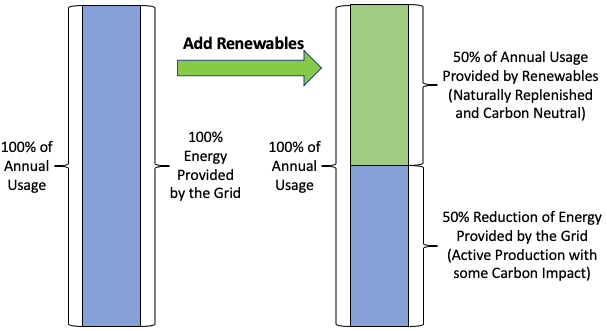 Add Renewables
100% of
Annual
Usage
100%
Energy
Provided
by the Grid
100% of
Annual
Usage
50% of Annual Usage
Provided by Renewables
(Naturally Replenished
and Carbon Neutral)
50% Reduction of Energy
Provided by the Grid
(Active Production with
some Carbon Impact)